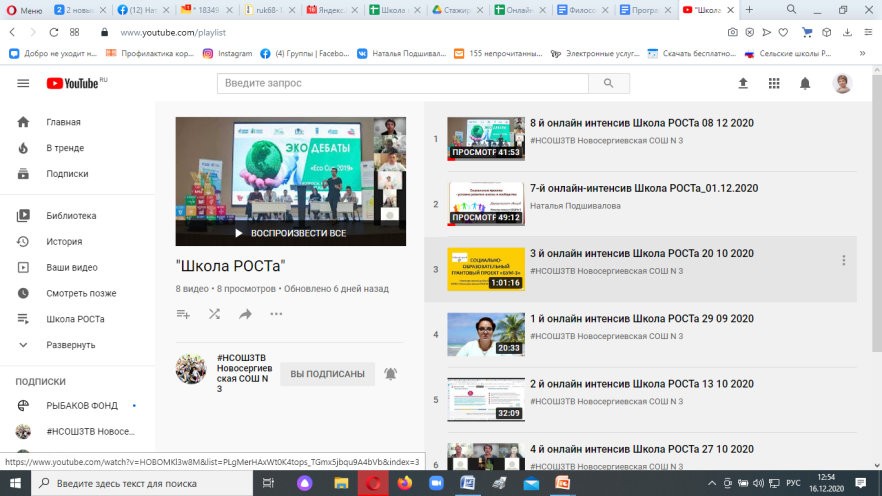 Меню
2 новых
(12) Нат
* 18349
ruk68-1
Яндекс.
Школа
Стажир
Онлайн
Филосо
Програ
"Школа
www.youtube.com/playlist
Добро не уходит н...
Профилактика кор...
Instagram
(4) Группы | Faceboo...
Наталья Подшивал...
155 непрочитанны...
Электронные услуг...
Скачать бесплатно...
Сельские школы Р...
YouTube RU
Введите запрос
Главная
В тренде
Подписки
Библиотека
История
Ваши видео
Смотреть позже
Школа РОСТа
Развернуть
ПОДПИСКИ
РЫБАКОВ ФОНД
#НСОШ3ТВ Новосе...
ЭКОДЕБАТЫ
«Eco Cup 2019»
ВОСПРОИЗВЕСТИ ВСЕ
"Школа РОСТа"
8 видео • 8 просмотров • Обновлено 6 дней назад
#НСОШ3ТВ
Новосергиев
ская СОШ N
3
ВЫ ПОДПИСАНЫ
1
ПРОСМОТР 41:53
8 й онлайн интенсив Школа РОСТа 08 12 2020
#НСОШ3ТВ Новосергиевская СОШ N 3
2
ПРОСМОТР 49:12
7-й онлайн-интенсив Школа РОСТа_01.12.2020
Наталья Подшивалова
3
СОЦИАЛЬНО-
ОБРАЗОВАТЕЛЬНЫЙ
ГРАНТОВЫЙ ПРОЕКТ «БУМ-3»
1:01:16
3 й онлайн интенсив Школа РОСТа 20 10 2020
#НСОШ3ТВ Новосергиевская СОШ N 3
4
20:33
1 й онлайн интенсив Школа РОСТа 29 09 2020
#НСОШ3ТВ Новосергиевская СОШ N 3
5
32:09
2 й онлайн интенсив Школа РОСТа 13 10 2020
#НСОШ3ТВ Новосергиевская СОШ N 3
6
4 й онлайн интенсив Школа РОСТа 27 10 2020
#НСОШ3ТВ Новосергиевская СОШ N 3
https://www.youtube.com/watch?v=HOBOMKl3w8M&list=PLgMerHAxWt0K4tops_TGmx5jbqu9A4bVb&index=3
Введите здесь текст для поиска
РУС
12:54
16.12.2020